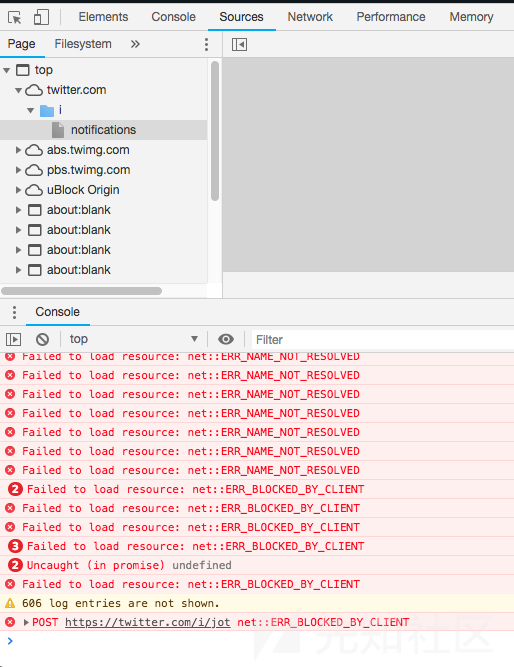 Elements Console Sources Network Performance Memory
Page Filesystem »
top
twitter.com
i
notifications
abs.twimg.com
pbs.twimg.com
uBlock Origin
about:blank
about:blank
about:blank
about:blank
Console
top Filter
Failed to load resource: net::ERR_NAME_NOT_RESOLVED
Failed to load resource: net::ERR_NAME_NOT_RESOLVED
Failed to load resource: net::ERR_NAME_NOT_RESOLVED
Failed to load resource: net::ERR_NAME_NOT_RESOLVED
Failed to load resource: net::ERR_NAME_NOT_RESOLVED
Failed to load resource: net::ERR_NAME_NOT_RESOLVED
Failed to load resource: net::ERR_NAME_NOT_RESOLVED
2 Failed to load resource: net::ERR_BLOCKED_BY_CLIENT
Failed to load resource: net::ERR_BLOCKED_BY_CLIENT
Failed to load resource: net::ERR_BLOCKED_BY_CLIENT
3 Failed to load resource: net::ERR_BLOCKED_BY_CLIENT
2 Uncaught (in promise) undefined
Failed to load resource: net::ERR_BLOCKED_BY_CLIENT
606 log entries are not shown.
POST https://twitter.com/i/jot net::ERR_BLOCKED_BY_CLIENT
先知社区